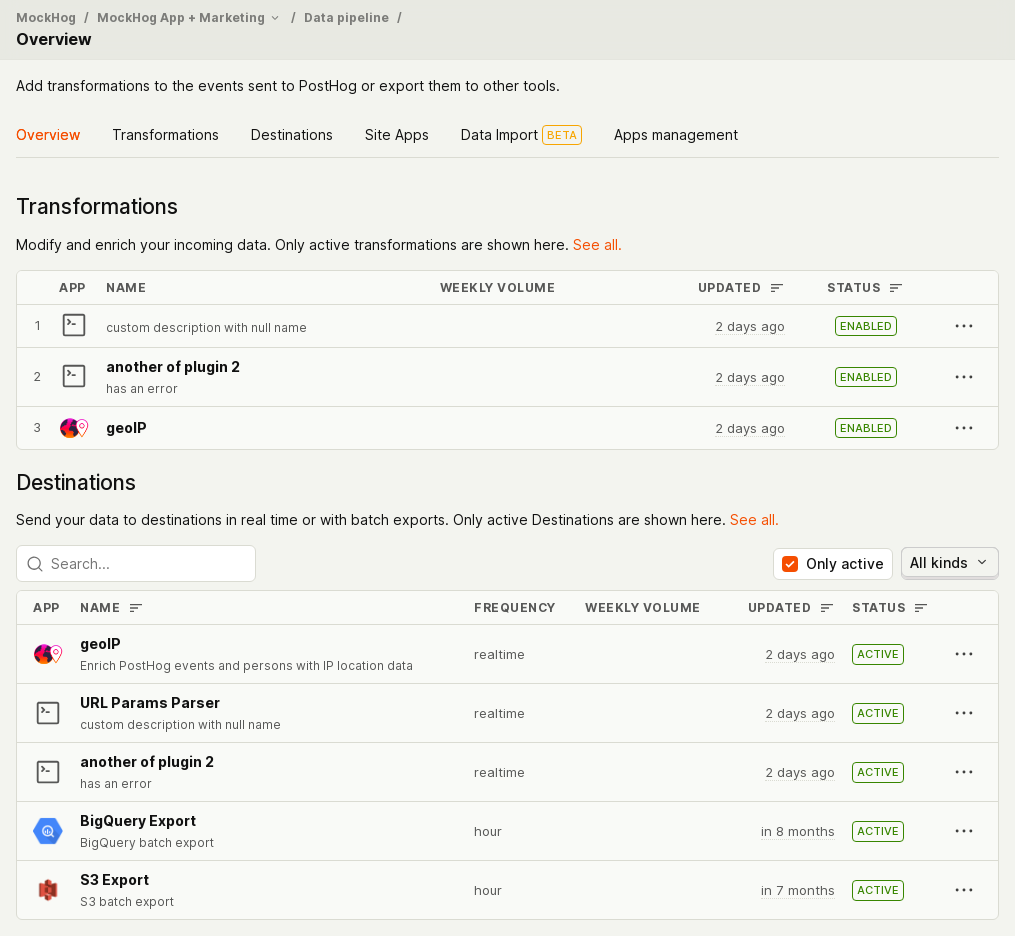 MockHog / MockHog App + Marketing / Data pipeline /
Overview
Add transformations to the events sent to PostHog or export them to other tools.
Overview Transformations Destinations Site Apps Data Import BETA Apps management
Transformations
Modify and enrich your incoming data. Only active transformations are shown here. See all.
APP NAME WEEKLY VOLUME UPDATED STATUS
1 custom description with null name 2 days ago ENABLED
2 another of plugin 2 2 days ago ENABLED
has an error
3 geoIP 2 days ago ENABLED
Destinations
Send your data to destinations in real time or with batch exports. Only active Destinations are shown here. See all.
Search... Only active All kinds
APP NAME FREQUENCY WEEKLY VOLUME UPDATED STATUS
geoIP realtime 2 days ago ACTIVE
Enrich PostHog events and persons with IP location data
URL Params Parser realtime 2 days ago ACTIVE
custom description with null name
another of plugin 2 realtime 2 days ago ACTIVE
has an error
BigQuery Export hour in 8 months ACTIVE
BigQuery batch export
S3 Export hour in 7 months ACTIVE
S3 batch export